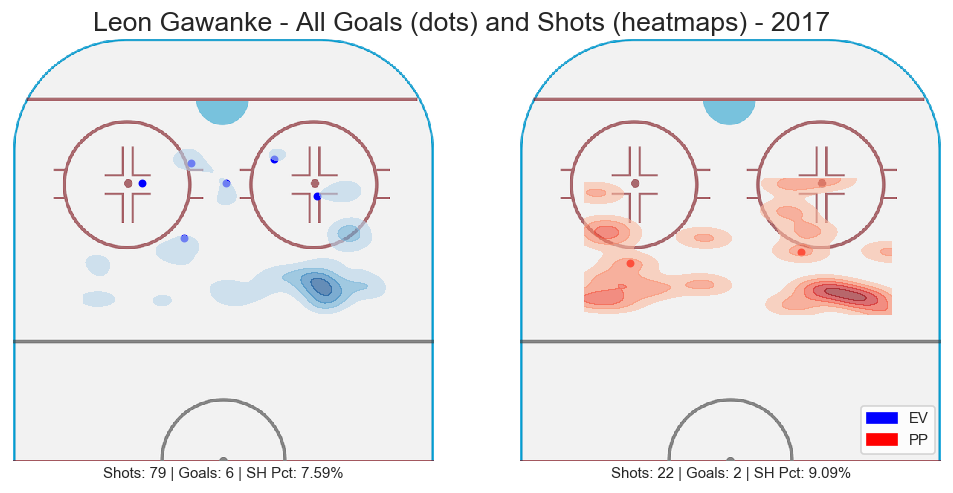 Leon Gawanke - All Goals (dots) and Shots (heatmaps) - 2017
EV
PP
Shots: 79 | Goals: 6 | SH Pct: 7.59%
Shots: 22 | Goals: 2 | SH Pct: 9.09%